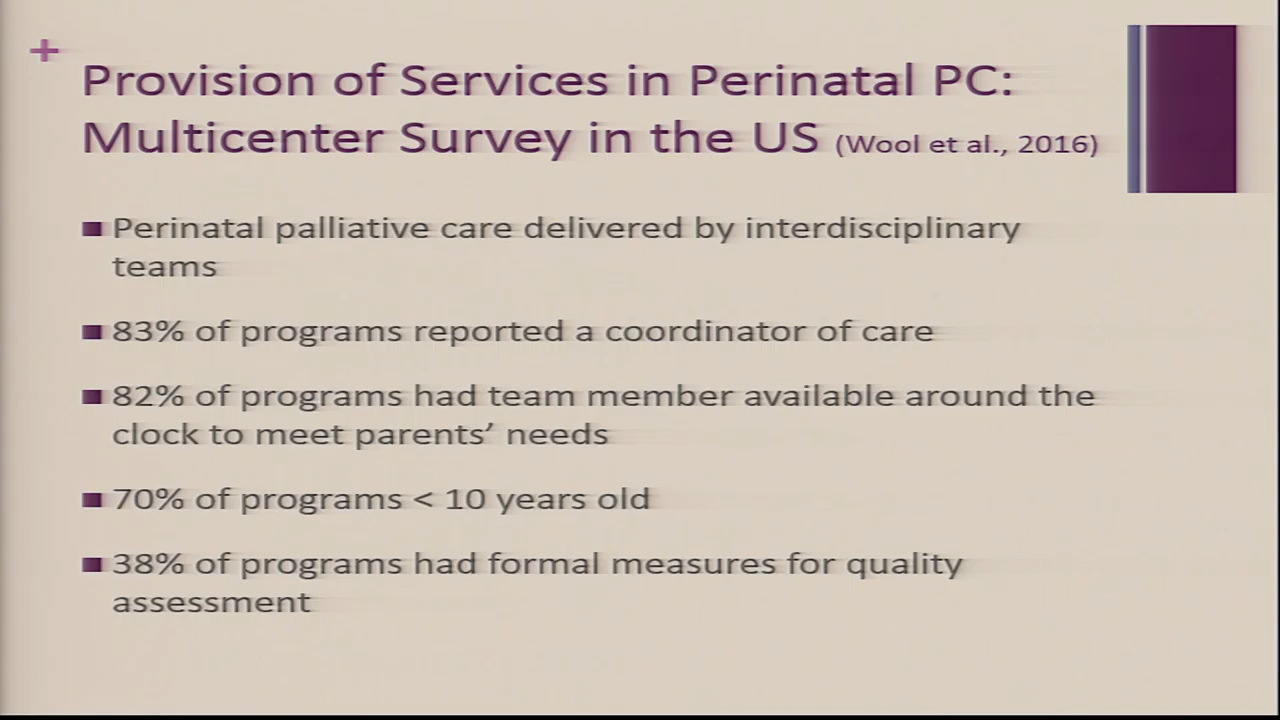 +
Provision of Services in Perinatal PC:
Multicenter Survey in the US (Wool et al., 2016)
■ Perinatal palliative care delivered by interdisciplinary
teams
■ 83% of programs reported a coordinator of care
■ 82% of programs had team member available around the
clock to meet parents’ needs
■ 70% of programs < 10 years old
■ 38% of programs had formal measures for quality
assessment